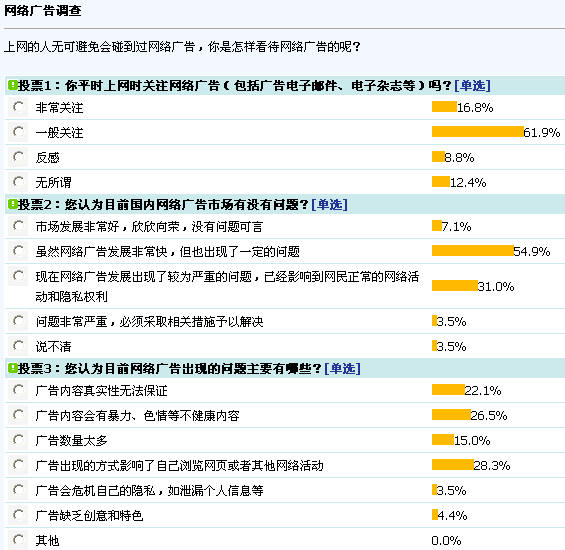 网络广告调查
上网的人无可避免会碰到过网络广告，你是怎样看待网络广告的呢？
投票1：你平时上网时关注网络广告（包括广告电子邮件、电子杂志等）吗？[单选]
非常关注 16.8%
一般关注 61.9%
反感 8.8%
无所谓 12.4%
投票2：您认为目前国内网络广告市场有没有问题？[单选]
市场发展非常好，欣欣向荣，没有问题可言 7.1%
虽然网络广告发展非常快，但也出现了一定的问题 54.9%
现在网络广告发展出现了较为严重的问题，已经影响到网民正常的网络活
动和隐私权利 31.0%
问题非常严重，必须采取相关措施予以解决 3.5%
说不清 3.5%
投票3：您认为目前网络广告出现的问题主要有哪些？[单选]
广告内容真实性无法保证 22.1%
广告内容会有暴力、色情等不健康内容 26.5%
广告数量太多 15.0%
广告出现的方式影响了自己浏览网页或者其他网络活动 28.3%
广告会危机自己的隐私，如泄漏个人信息等 3.5%
广告缺乏创意和特色 4.4%
其他 0.0%